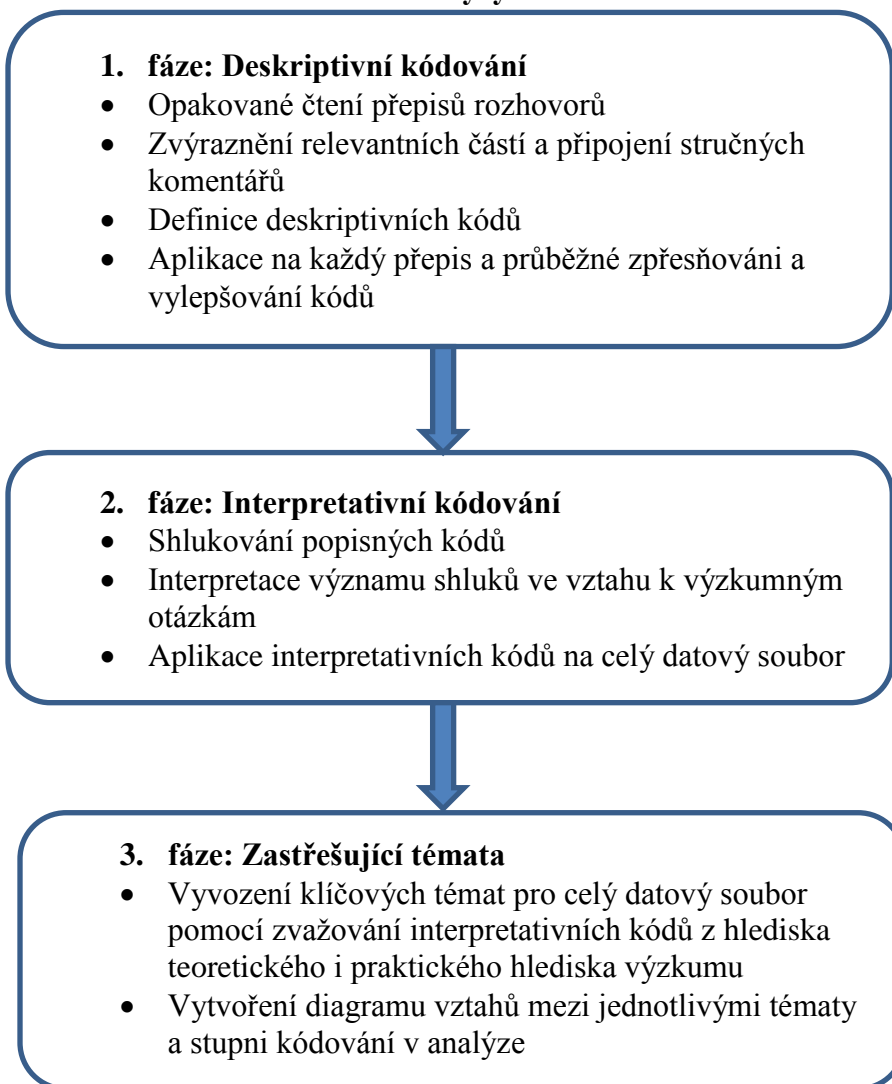 1. fáze: Deskriptivní kódování
• Opakované čtení přepisů rozhovorů
• Zvýraznění relevantních částí a připojení stručných
komentářů
• Definice deskriptivních kódů
• Aplikace na každý přepis a průběžné zpřesňováni a
vylepšování kódů
2. fáze: Interpretativní kódování
• Shlukování popisných kódů
• Interpretace významu shluků ve vztahu k výzkumným
otázkám
• Aplikace interpretativních kódů na celý datový soubor
3. fáze: Zastřešující témata
• Vyvození klíčových témat pro celý datový soubor
pomocí zvažování interpretativních kódů z hlediska
teoretického i praktického hlediska výzkumu
• Vytvoření diagramu vztahů mezi jednotlivými tématy
a stupni kódování v analýze